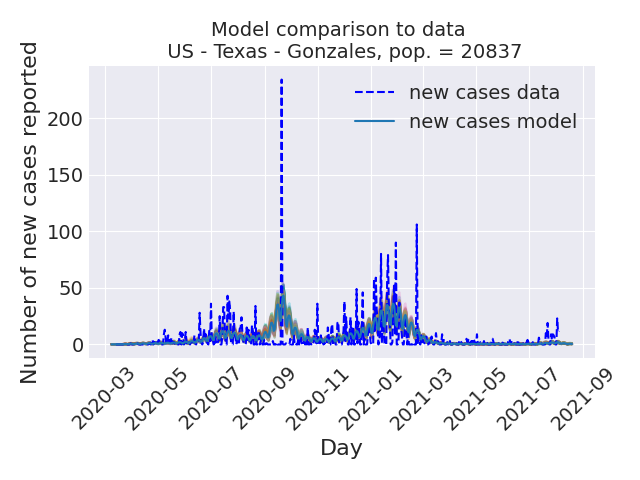 Model comparison to data
US - Texas - Gonzales, pop. = 20837
Number of new cases reported
200
150
100
50
0
new cases data
new cases model
2020-03
2020-05
2020-07
2020-09
2020-11
2021-01
2021-03
2021-05
2021-07
2021-09
Day